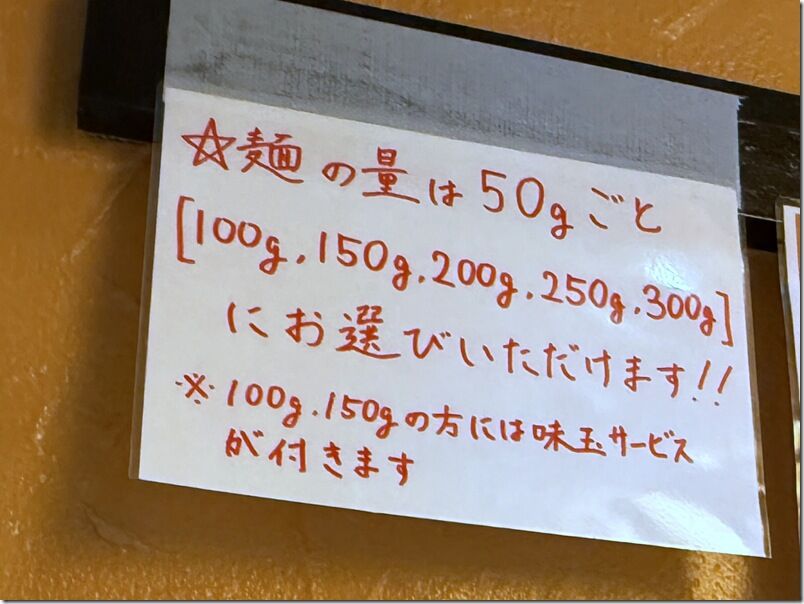 ☆麺の量は50gごと
[100g,150g,200g,250g,300g]
にお選びいただけます!!
※100g.150gの方には味玉サービス
が付きます